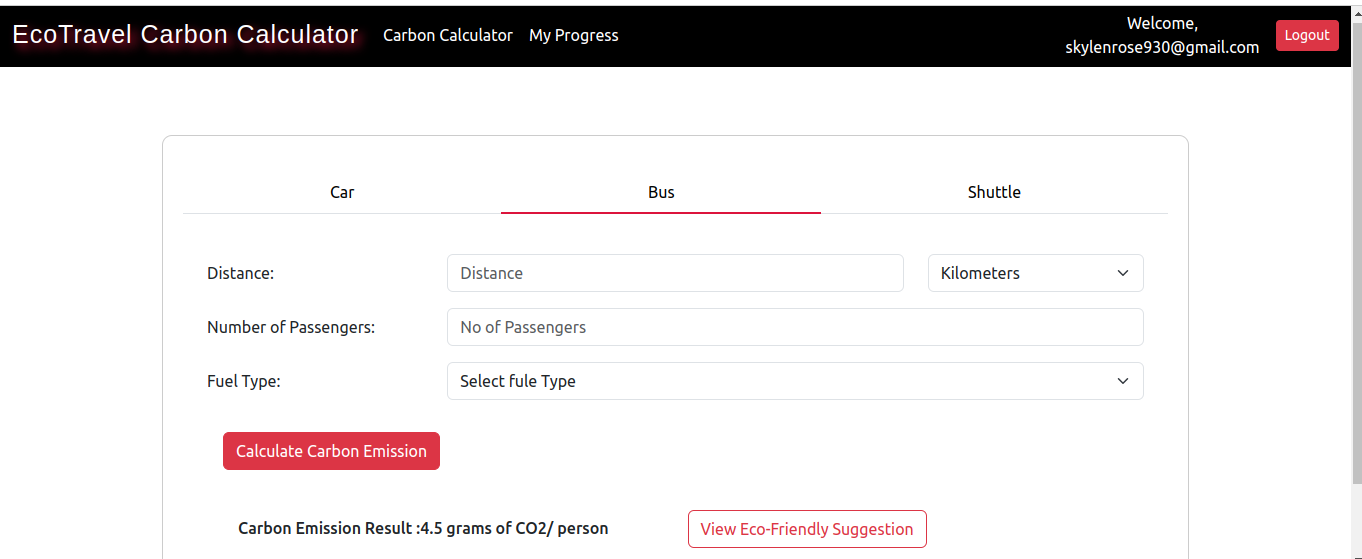 EcoTravel Carbon Calculator Carbon Calculator My Progress Welcome,
skylenrose930@gmail.com Logout
Car Bus Shuttle
Distance: Distance Kilometers
Number of Passengers: No of Passengers
Fuel Type: Select fule Type
Calculate Carbon Emission
Carbon Emission Result :4.5 grams of CO2/ person View Eco-Friendly Suggestion